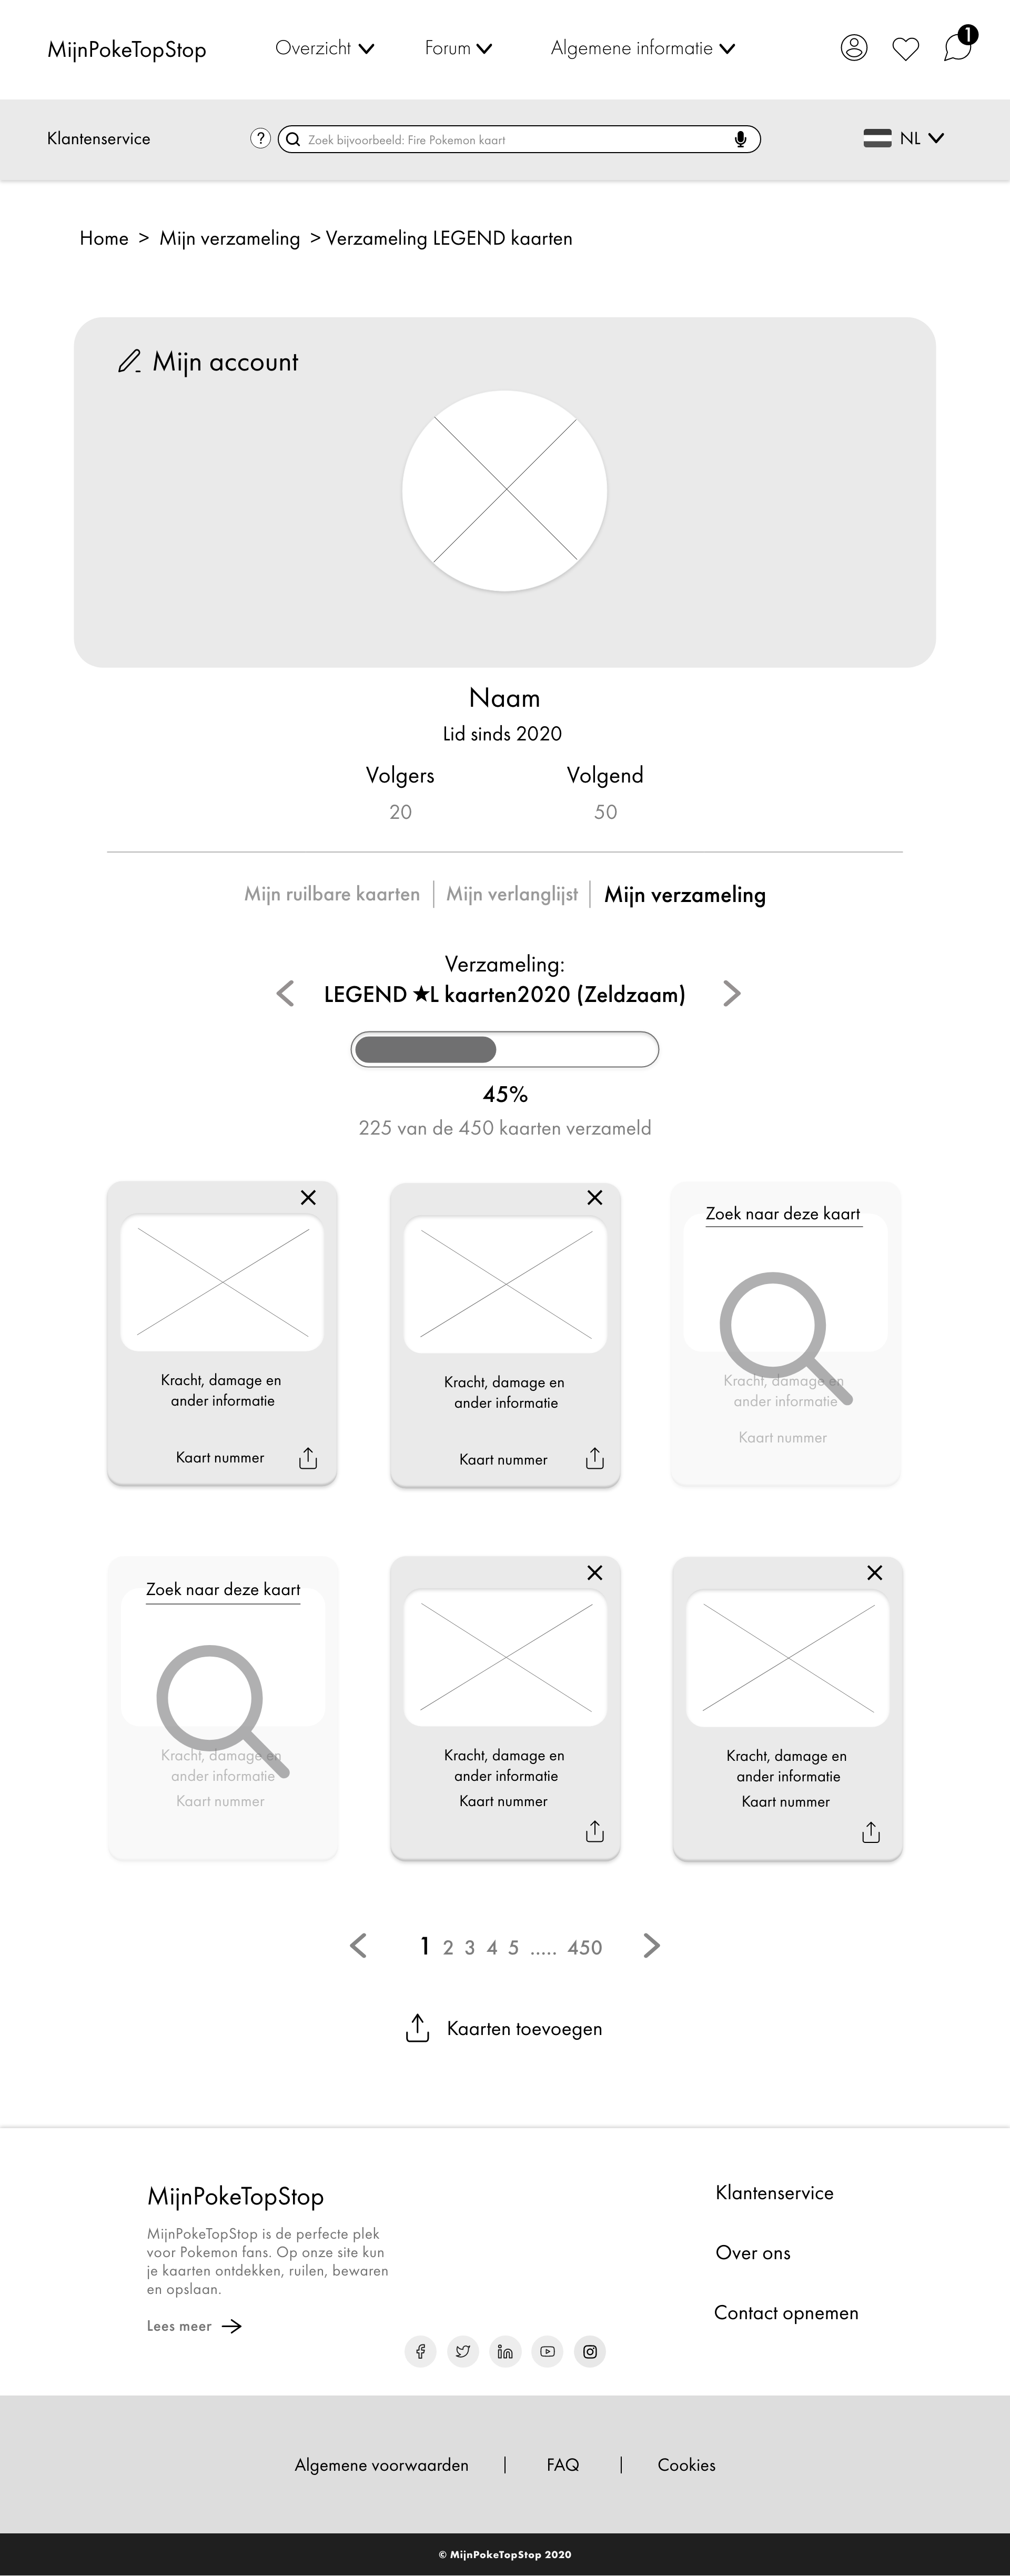 MijnPokeTopStop
Overzicht
Forum
Algemene informatie
1
Klantenservice
?
Zoek bijvoorbeeld: Fire Pokemon kaart
NL
Home > Mijn verzameling > Verzameling LEGEND kaarten
Mijn account
Naam
Lid sinds 2020
Volgers
Volgend
20
50
Mijn ruilbare kaarten | Mijn verlanglijst | Mijn verzameling
Verzameling:
< LEGEND ★L kaarten2020 (Zeldzaam) >
45%
225 van de 450 kaarten verzameld
Kracht, damage en
ander informatie
Kaart nummer
Kracht, damage en
ander informatie
Kaart nummer
Zoek naar deze kaart
Kracht, damage en
ander informatie
Kaart nummer
Zoek naar deze kaart
Kracht, damage en
ander informatie
Kaart nummer
Kracht, damage en
ander informatie
Kaart nummer
Kracht, damage en
ander informatie
Kaart nummer
< 1 2 3 4 5 ..... 450 >
Kaarten toevoegen
MijnPokeTopStop
MijnPokeTopStop is de perfecte plek
voor Pokemon fans. Op onze site kun
je kaarten ontdekken, ruilen, bewaren
en opslaan.
Lees meer
Klantenservice
Over ons
Contact opnemen
Algemene voorwaarden | FAQ | Cookies
© MijnPokeTopStop 2020